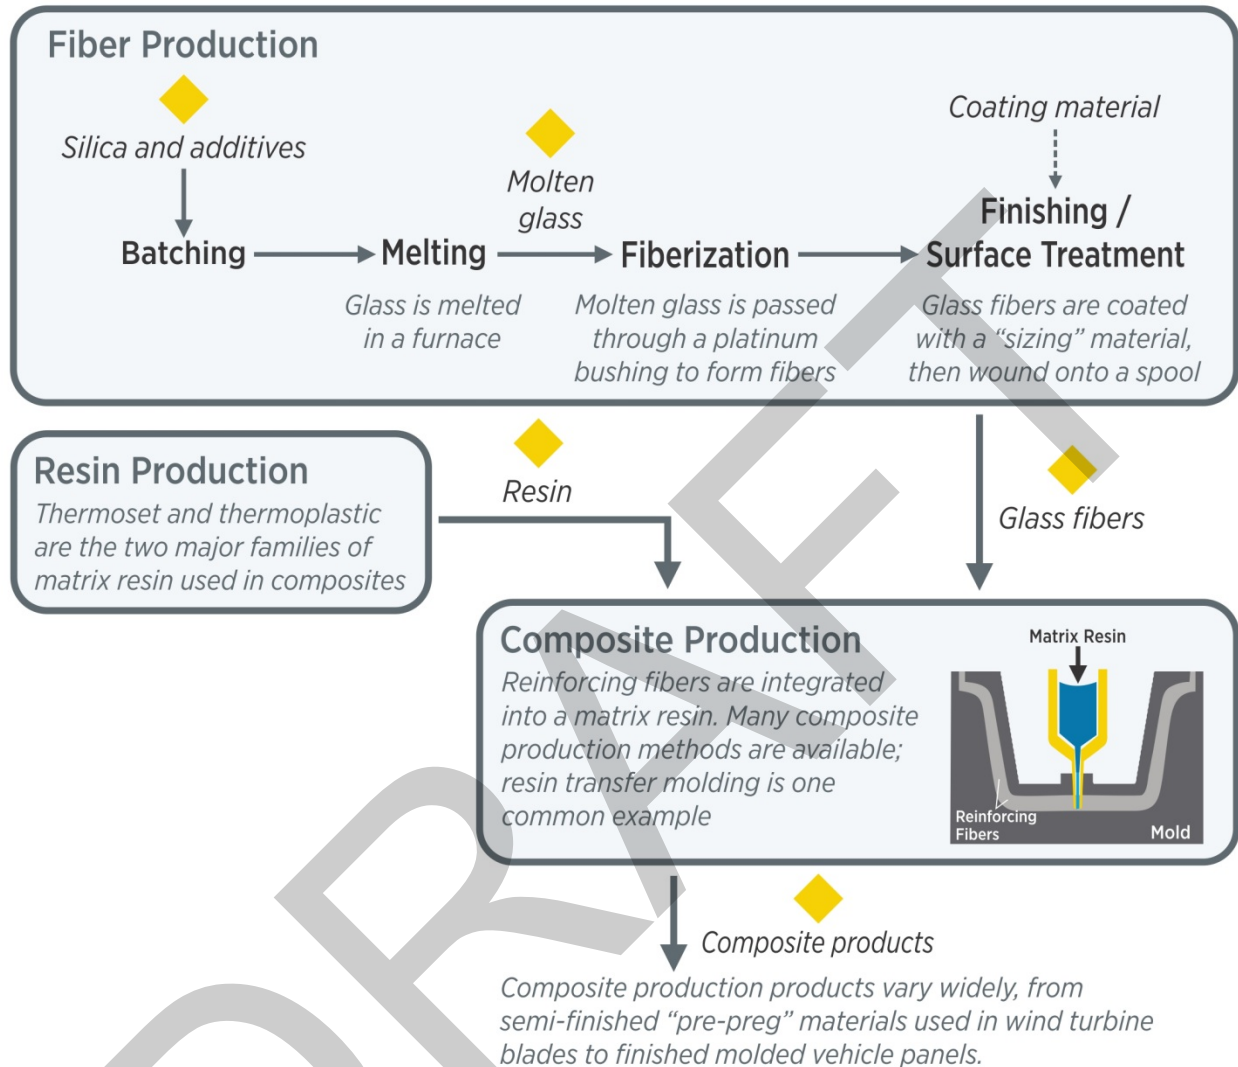 Fiber Production
Silica and additives
Batching
Melting
Glass is melted
in a furnace
Molten
glass
Fiberization
Molten glass is passed
through a platinum
bushing to form fibers
Coating material
Finishing /
Surface Treatment
Glass fibers are coated
with a “sizing” material,
then wound onto a spool
Resin Production
Thermoset and thermoplastic
are the two major families of
matrix resin used in composites
Resin
Glass fibers
Composite Production
Reinforcing fibers are integrated
into a matrix resin. Many composite
production methods are available;
resin transfer molding is one
common example
Matrix Resin
Reinforcing
Fibers
Mold
Composite products
Composite production products vary widely, from
semi-finished “pre-preg” materials used in wind turbine
blades to finished molded vehicle panels.
DRAFT